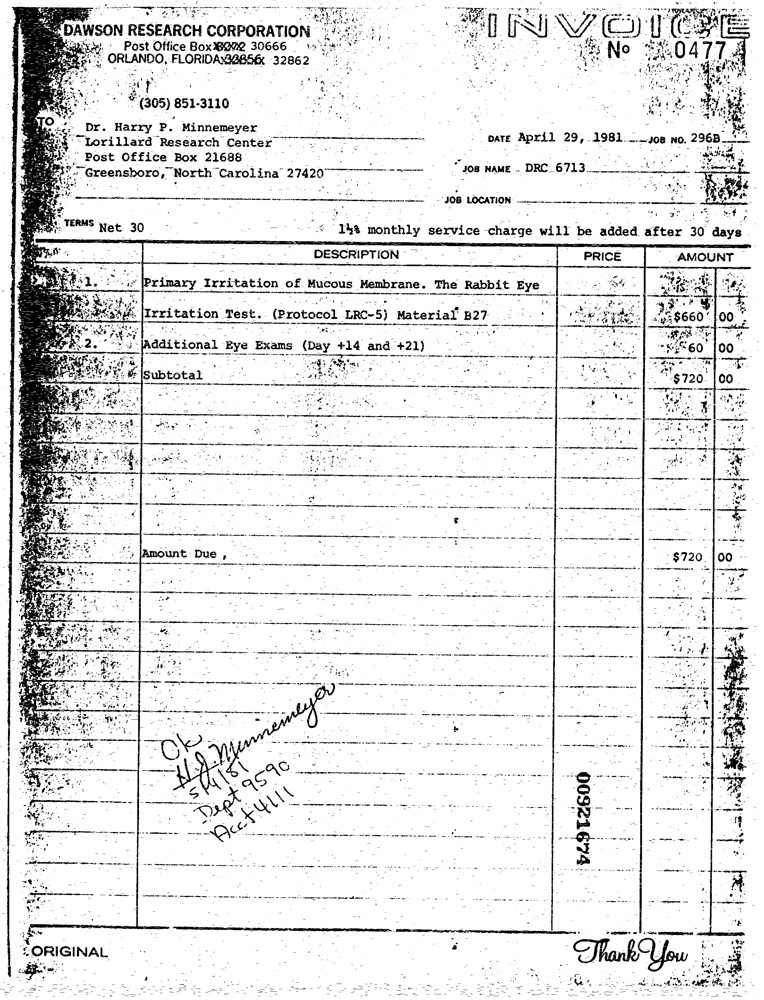 DAWSON RESEARCH CORPORATION
Post Office Box 30666
ORLANDO, FLORIDA 32862
(305) 851-3110
INVOICE
No 0477
TO
Dr. Harry P. Minnemeyer
Lorillard Research Center
Post Office Box 21688
Greensboro, North Carolina 27420
DATE April 29, 1981 JOB NO. 296B
JOB NAME DRC 6713
JOB LOCATION
TERMS Net 30
1½% monthly service charge will be added after 30 days
DESCRIPTION PRICE AMOUNT
1. Primary Irritation of Mucous Membrane. The Rabbit Eye
Irritation Test. (Protocol LRC-5) Material B27 $660 00
2. Additional Eye Exams (Day +14 and +21) 60 00
Subtotal $720 00
Amount Due, $720 00
Ok
H J Minnemeyer
5/4/81
Dept 9590
Acct 4111
00921674
ORIGINAL
Thank You